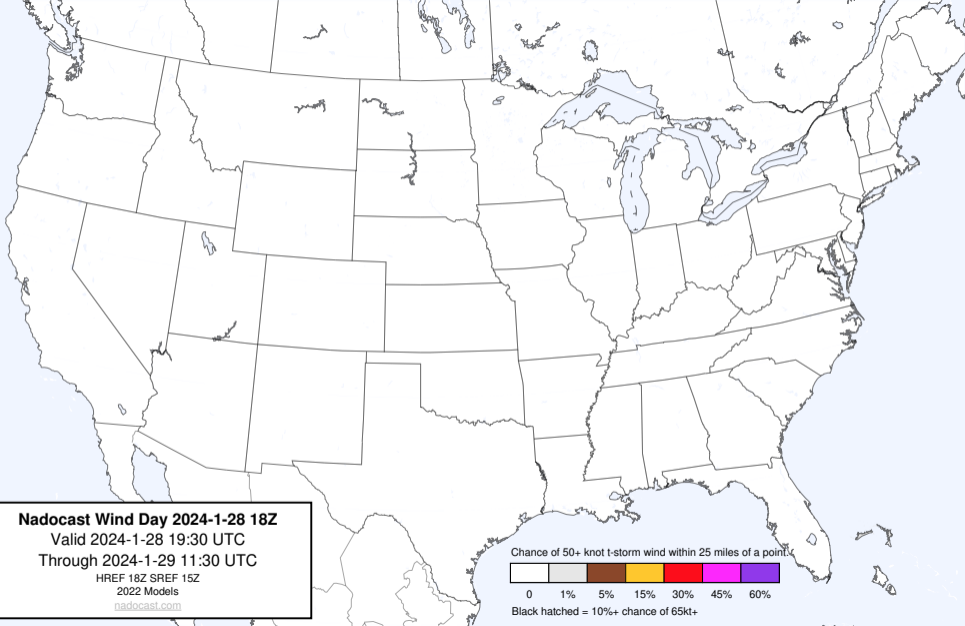 Nadocast Wind Day 2024-1-28 18Z
Valid 2024-1-28 19:30 UTC
Through 2024-1-29 11:30 UTC
HREF 18Z SREF 15Z
2022 Models
nadocast.com
Chance of 50+ knot t-storm wind within 25 miles of a point.
0 1% 5% 15% 30% 45% 60%
Black hatched = 10%+ chance of 65kt+